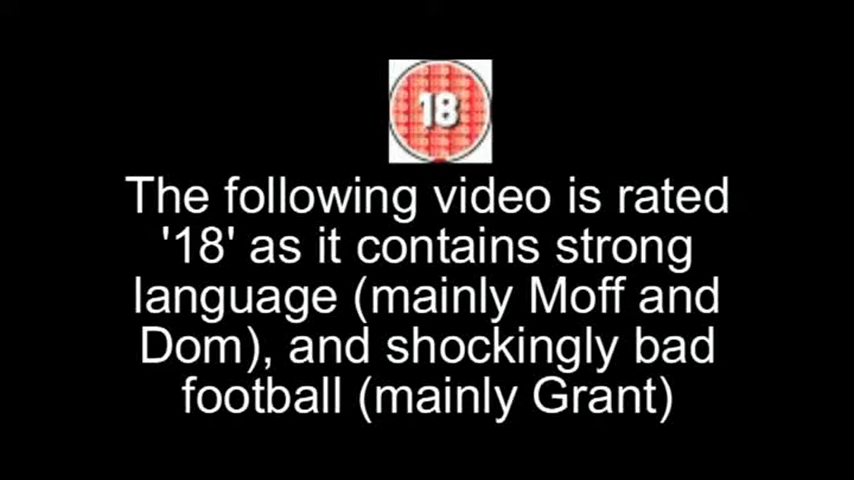 18
The following video is rated
'18' as it contains strong
language (mainly Moff and
Dom), and shockingly bad
football (mainly Grant)